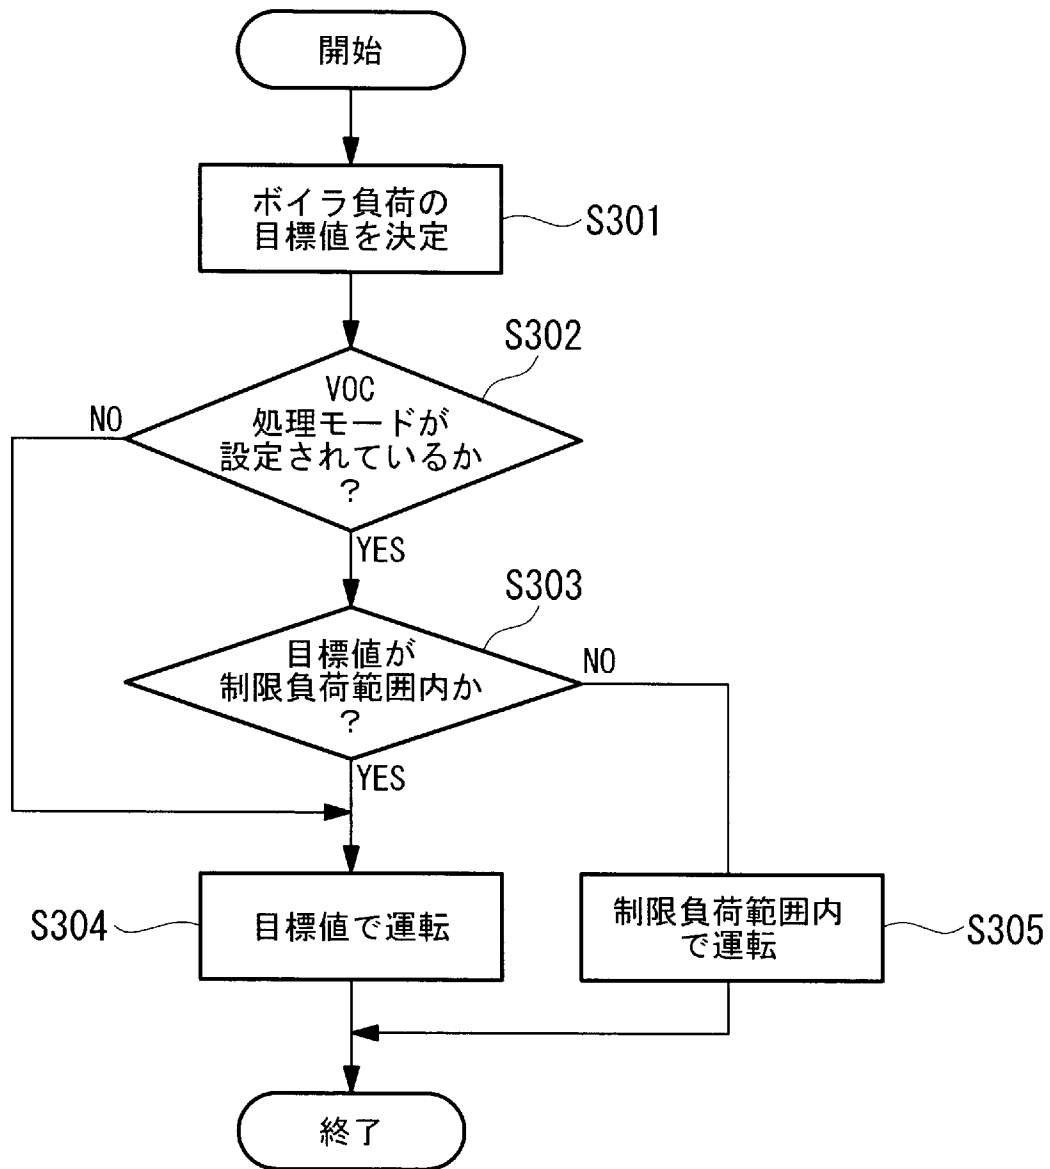 開始
ボイラ負荷の
目標値を決定
S301
S302
VOC
処理モードが
設定されているか
?
NO
YES
S303
目標値が
制限負荷範囲内か
?
NO
YES
S304
目標値で運転
制限負荷範囲内
で運転
S305
終了